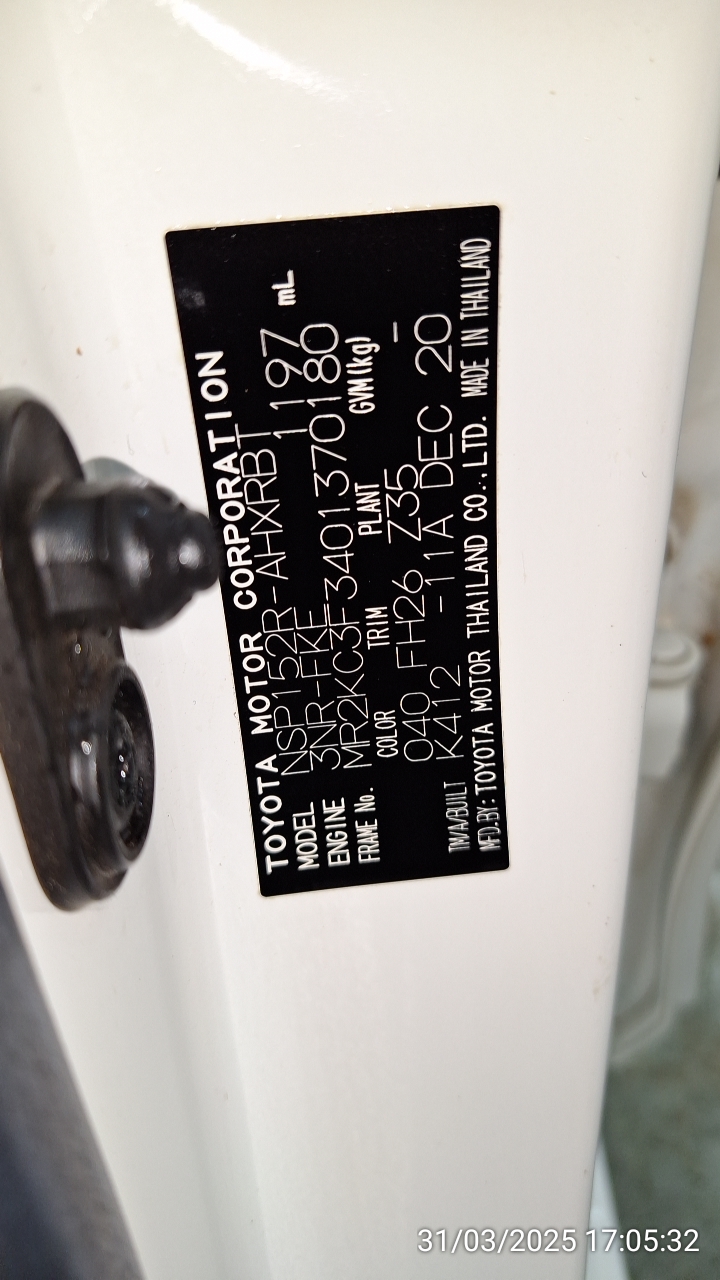 TOYOTA MOTOR CORPORATION
MODEL NSP152R-AHXRBT
ENGINE 3NR-FKE 1197 mL
FRAME No. MR2KC3F3401370180
COLOR TRIM PLANT GVM(kg)
040 FH26 Z35 -
TM/A/BUILT K412 -11A DEC 20
MFD.BY:TOYOTA MOTOR THAILAND CO.,LTD. MADE IN THAILAND
31/03/2025 17:05:32